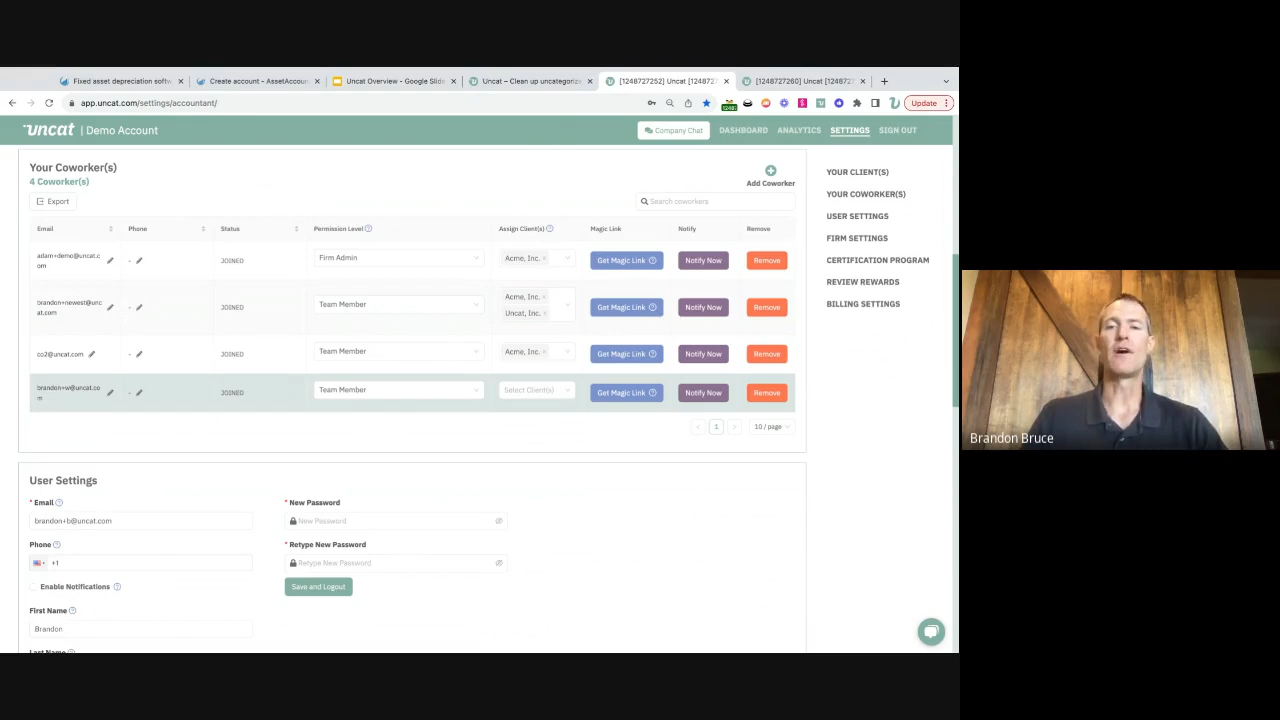 Fixed asset depreciation softw
Create account - AssetAccoun
Uncat Overview - Google Slide
Uncat – Clean up uncategoriz
[1248727252] Uncat [124872
[1248727260] Uncat [12487
app.uncat.com/settings/accountant/
Update
uncat | Demo Account
Company Chat
DASHBOARD
ANALYTICS
SETTINGS
SIGN OUT
Your Coworker(s)
4 Coworker(s)
Add Coworker
Export
Search coworkers
Email
Phone
Status
Permission Level
Assign Client(s)
Magic Link
Notify
Remove
adam+demo@uncat.c
om
-
JOINED
Firm Admin
Acme, Inc. ×
Get Magic Link
Notify Now
Remove
brandon+newest@unc
at.com
-
JOINED
Team Member
Acme, Inc. ×
Uncat, Inc. ×
Get Magic Link
Notify Now
Remove
co2@uncat.com
-
JOINED
Team Member
Acme, Inc. ×
Get Magic Link
Notify Now
Remove
brandon+w@uncat.co
m
-
JOINED
Team Member
Select Client(s)
Get Magic Link
Notify Now
Remove
1
10 / page
YOUR CLIENT(S)
YOUR COWORKER(S)
USER SETTINGS
FIRM SETTINGS
CERTIFICATION PROGRAM
REVIEW REWARDS
BILLING SETTINGS
User Settings
* Email
brandon+b@uncat.com
* New Password
New Password
Phone
+1
* Retype New Password
Retype New Password
Enable Notifications
Save and Logout
First Name
Brandon
Last Name
Brandon Bruce